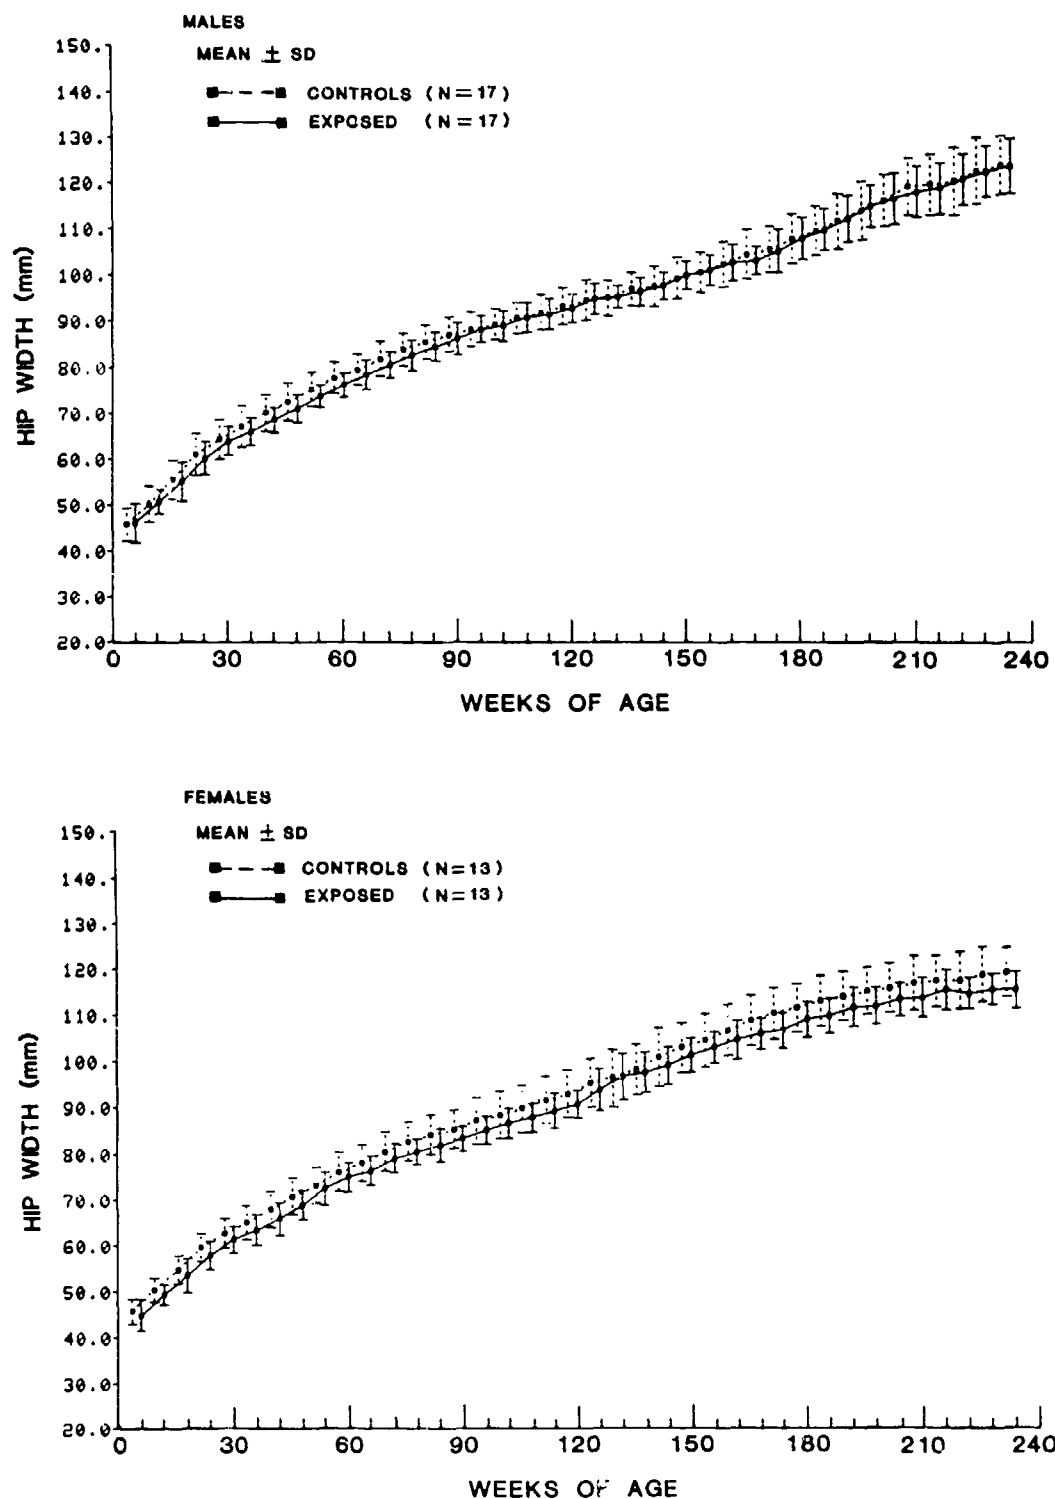 MALES
MEAN ± SD
CONTROLS (N=17)
EXPOSED (N=17)
150.
140.
130.
120.
110.
100.
90.0
80.0
70.0
60.0
50.0
40.0
30.0
20.0
HIP WIDTH (mm)
0 30 60 90 120 150 180 210 240
WEEKS OF AGE
FEMALES
MEAN ± SD
CONTROLS (N=13)
EXPOSED (N=13)
150.
140.
130.
120.
110.
100.
90.0
80.0
70.0
60.0
50.0
40.0
30.0
20.0
HIP WIDTH (mm)
0 30 60 90 120 150 180 210 240
WEEKS OF AGE